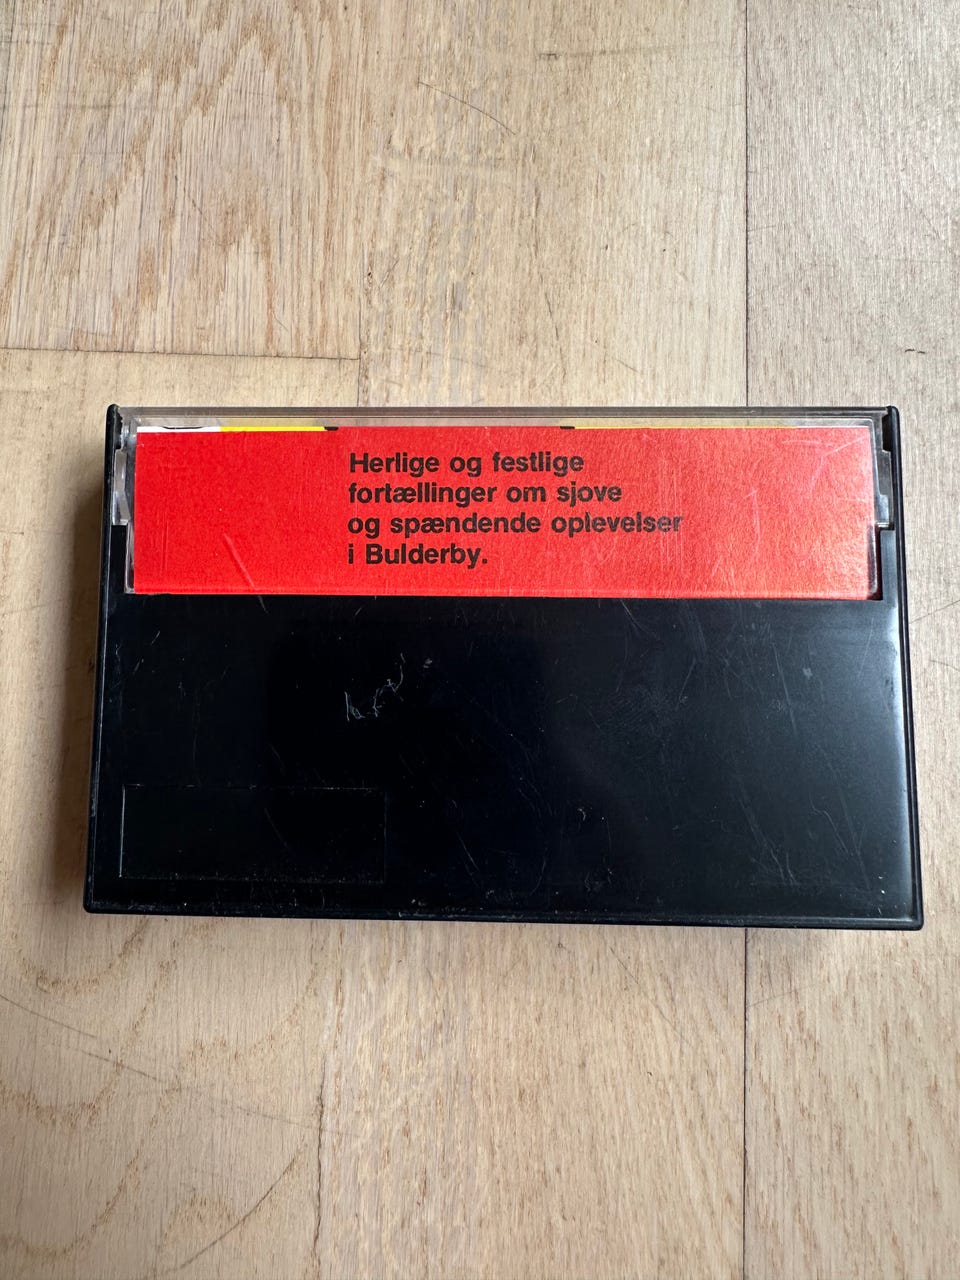 Herlige og festlige
fortællinger om sjove
og spændende oplevelser
i Bulderby.